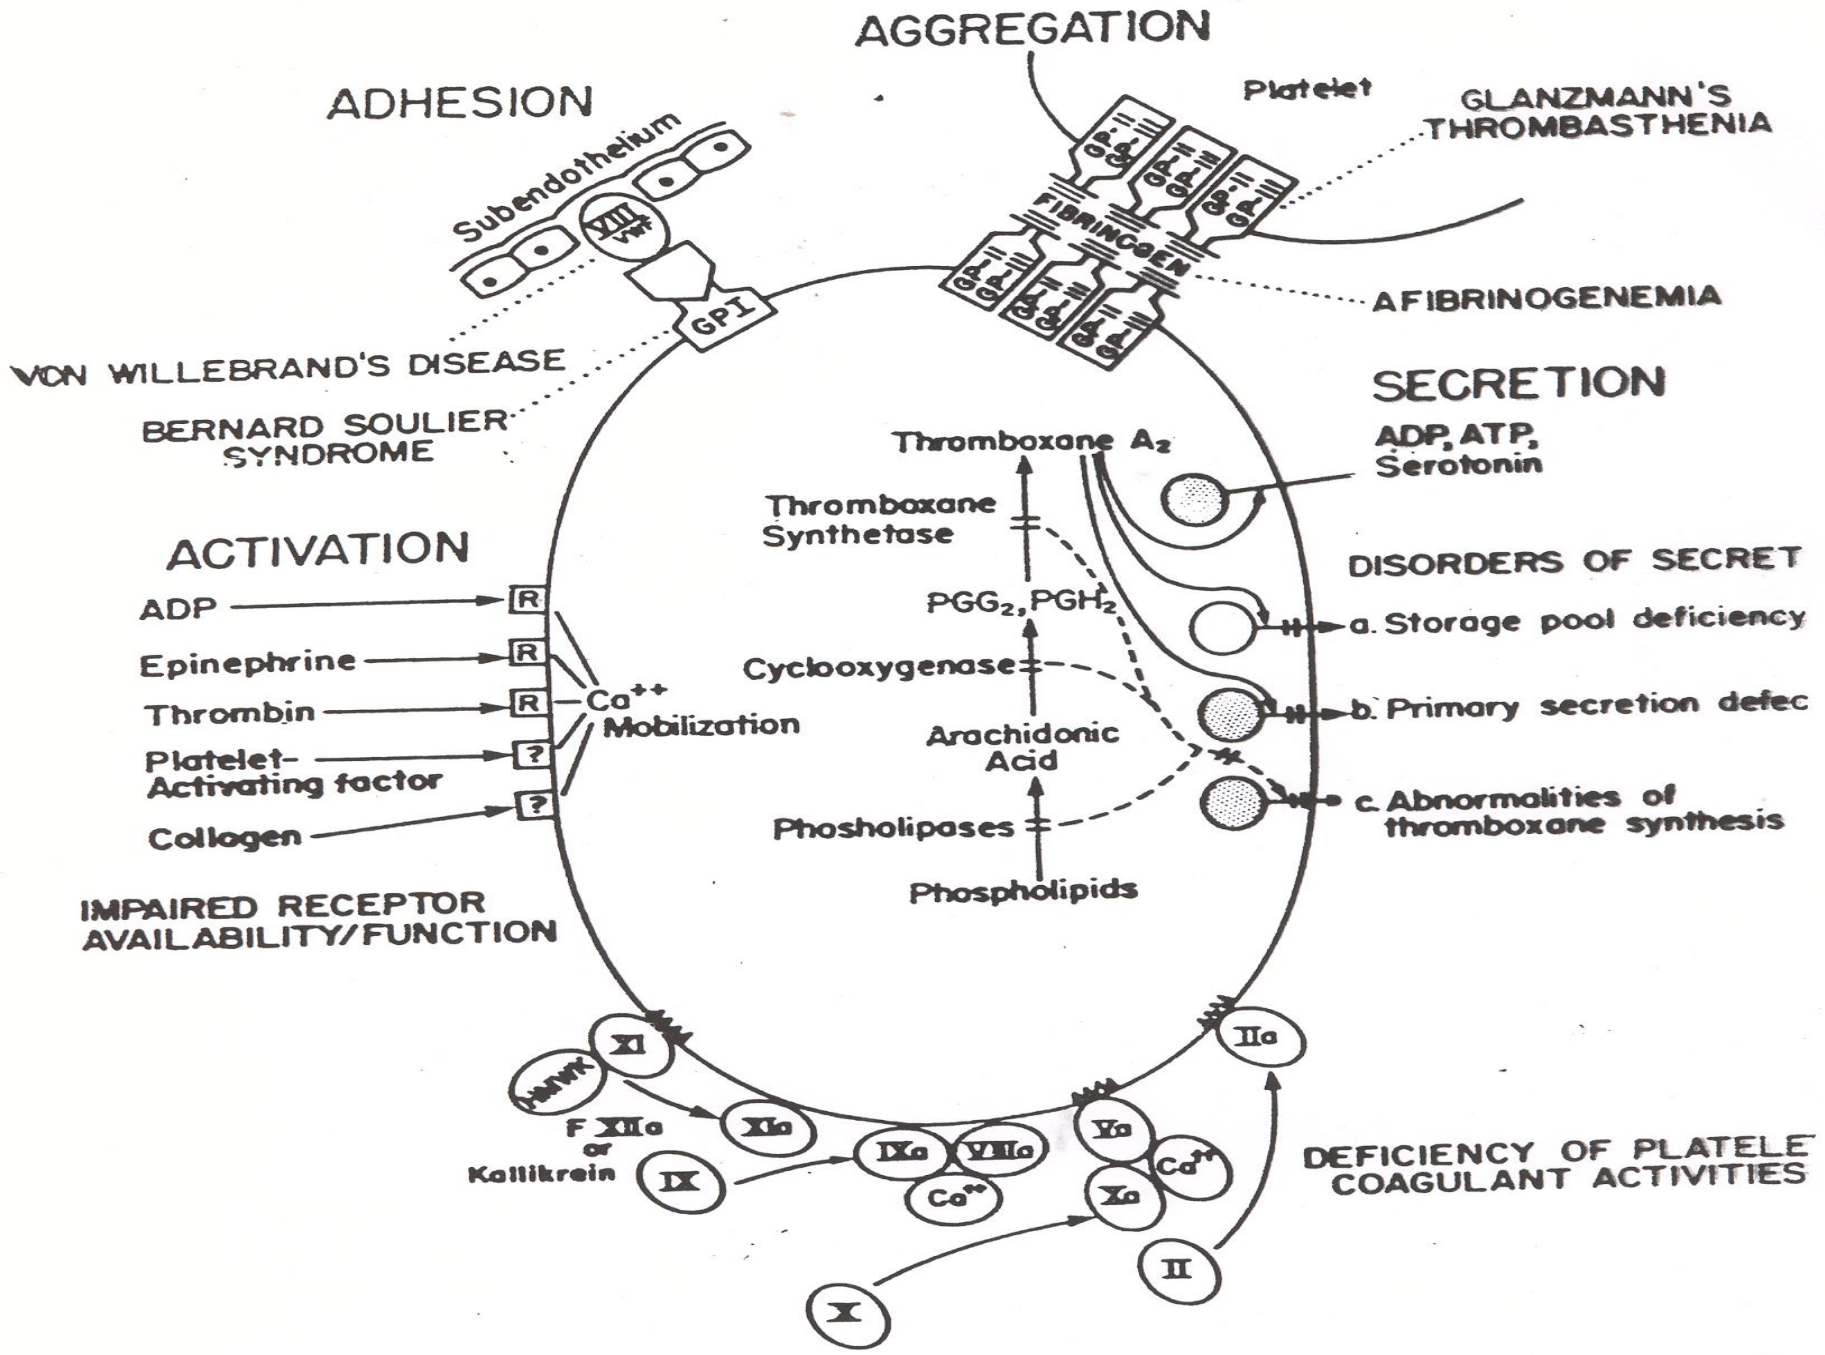 AGGREGATION
ADHESION
Platelet
GLANZMANN'S
THROMBASTHENIA
Subendothelium
VIII
VWF
FIBRINOGEN
GPI
AFIBRINOGENEMIA
VON WILLEBRAND'S DISEASE
BERNARD SOULIER
SYNDROME
SECRETION
ADP, ATP,
Serotonin
Thromboxane A2
Thromboxane
Synthetase
ACTIVATION
DISORDERS OF SECRET
ADP
R
PGG2, PGH2
a. Storage pool deficiency
Epinephrine
R
Cyclooxygenase
Thrombin
R
Ca++
Mobilization
b. Primary secretion defec
Arachidonic
Acid
Platelet-
Activating factor
?
Collagen
?
c. Abnormalities of
thromboxane synthesis
Phosholipases
Phospholipids
IMPAIRED RECEPTOR
AVAILABILITY/FUNCTION
XI
HMWK
IIa
F XIIa
or
Kallikrein
XIa
IX
IXa
VIIIa
Ca++
Va
Ca++
Xa
DEFICIENCY OF PLATELE
COAGULANT ACTIVITIES
II
X